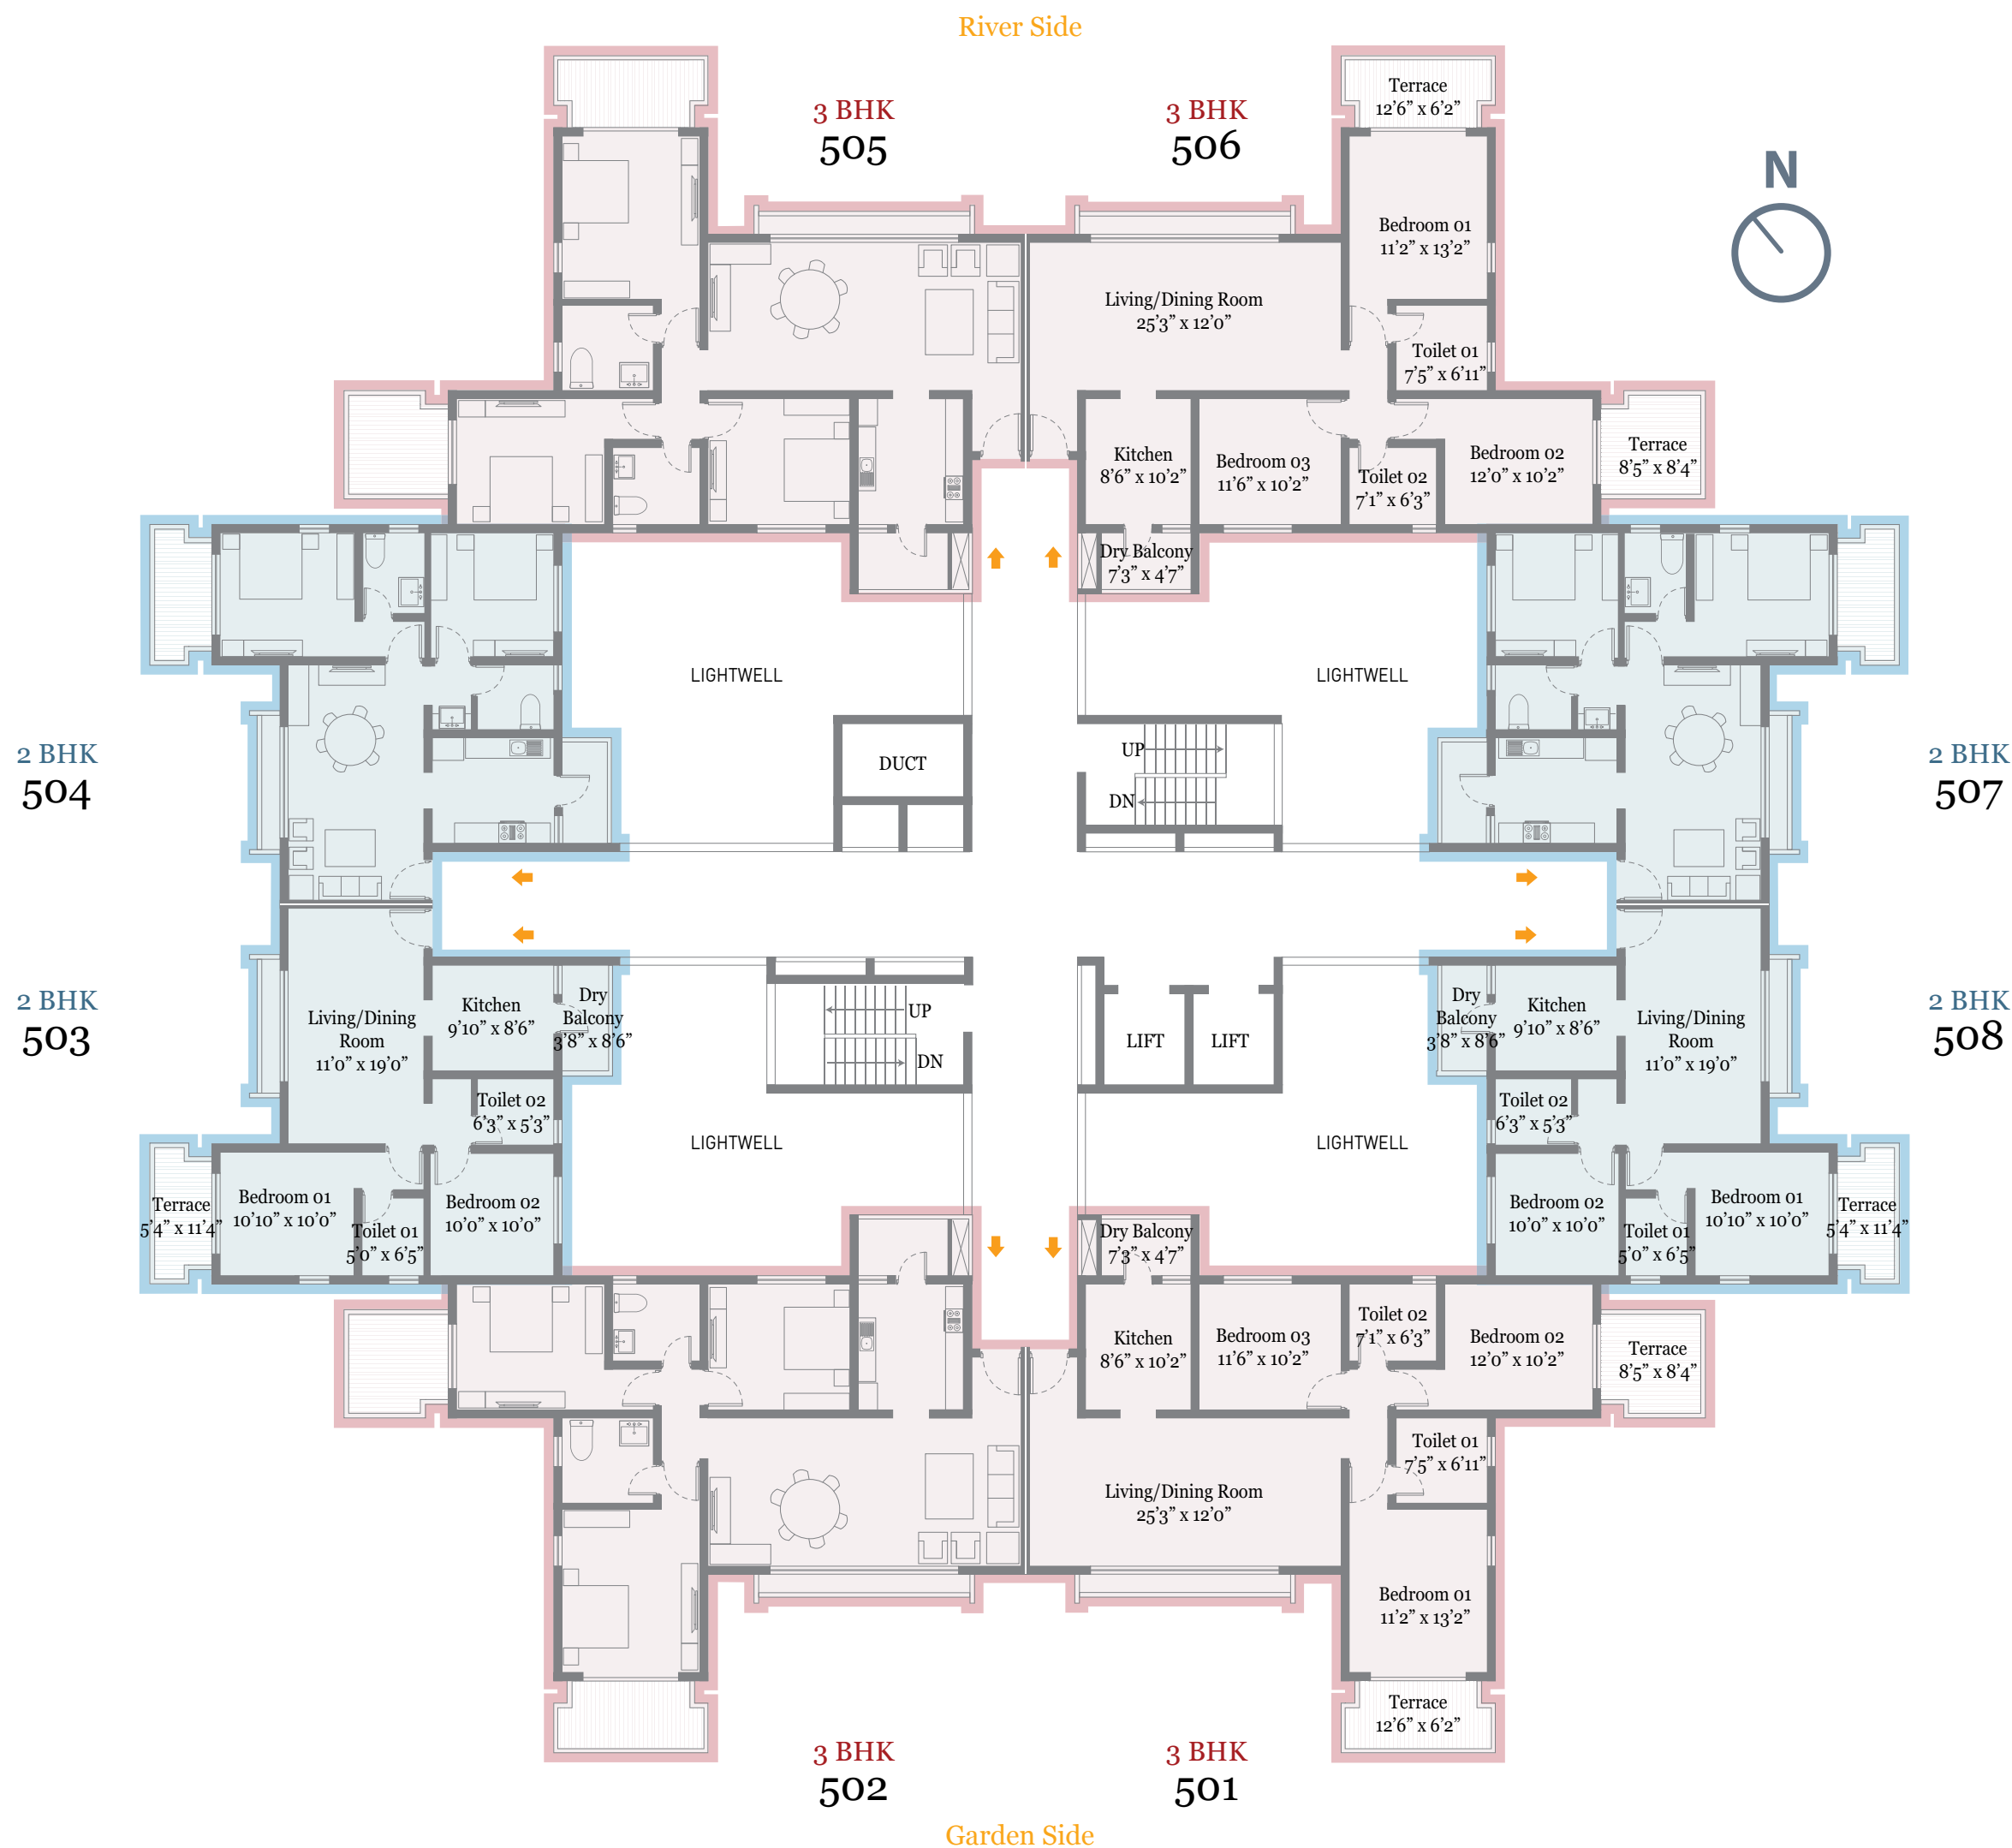 River Side
3 BHK
505
3 BHK
506
Terrace
12’6” x 6’2”
N
Bedroom 01
11’2” x 13’2”
Living/Dining Room
25’3” x 12’0”
Toilet 01
7’5” x 6’11”
Kitchen
8’6” x 10’2”
Bedroom 03
11’6” x 10’2”
Toilet 02
7’1” x 6’3”
Bedroom 02
12’0” x 10’2”
Terrace
8’5” x 8’4”
Dry Balcony
7’3” x 4’7”
LIGHTWELL
LIGHTWELL
2 BHK
504
DUCT
UP
DN
2 BHK
507
2 BHK
503
Living/Dining
Room
11’0” x 19’0”
Kitchen
9’10” x 8’6”
Dry
Balcony
3’8” x 8’6”
UP
DN
LIFT
LIFT
Dry
Balcony
3’8” x 8’6”
Kitchen
9’10” x 8’6”
Living/Dining
Room
11’0” x 19’0”
2 BHK
508
Toilet 02
6’3” x 5’3”
LIGHTWELL
LIGHTWELL
Toilet 02
6’3” x 5’3”
Terrace
5’4” x 11’4”
Bedroom 01
10’10” x 10’0”
Toilet 01
5’0” x 6’5”
Bedroom 02
10’0” x 10’0”
Bedroom 02
10’0” x 10’0”
Toilet 01
5’0” x 6’5”
Bedroom 01
10’10” x 10’0”
Terrace
5’4” x 11’4”
Dry Balcony
7’3” x 4’7”
Kitchen
8’6” x 10’2”
Bedroom 03
11’6” x 10’2”
Toilet 02
7’1” x 6’3”
Bedroom 02
12’0” x 10’2”
Terrace
8’5” x 8’4”
Toilet 01
7’5” x 6’11”
Living/Dining Room
25’3” x 12’0”
Bedroom 01
11’2” x 13’2”
Terrace
12’6” x 6’2”
3 BHK
502
3 BHK
501
Garden Side